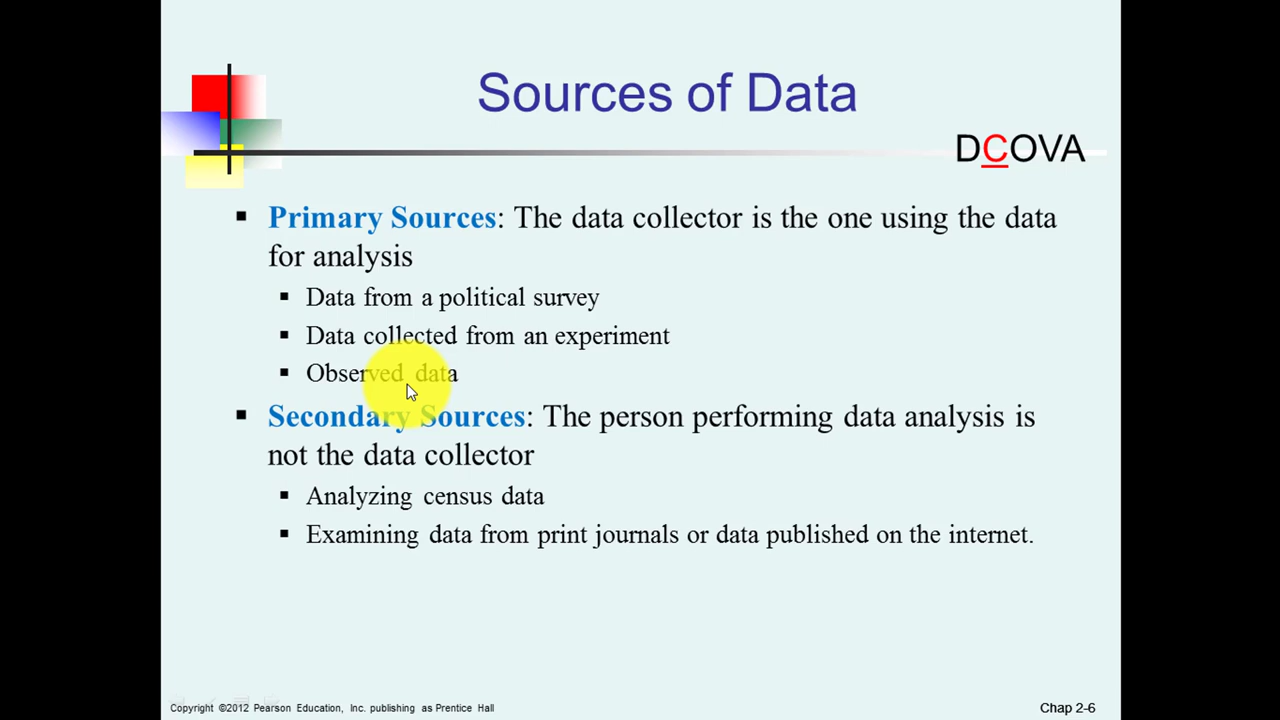 Sources of Data
DCOVA
▪ Primary Sources: The data collector is the one using the data
for analysis
▪ Data from a political survey
▪ Data collected from an experiment
▪ Observed data
▪ Secondary Sources: The person performing data analysis is
not the data collector
▪ Analyzing census data
▪ Examining data from print journals or data published on the internet.
Copyright ©2012 Pearson Education, Inc. publishing as Prentice Hall
Chap 2-6